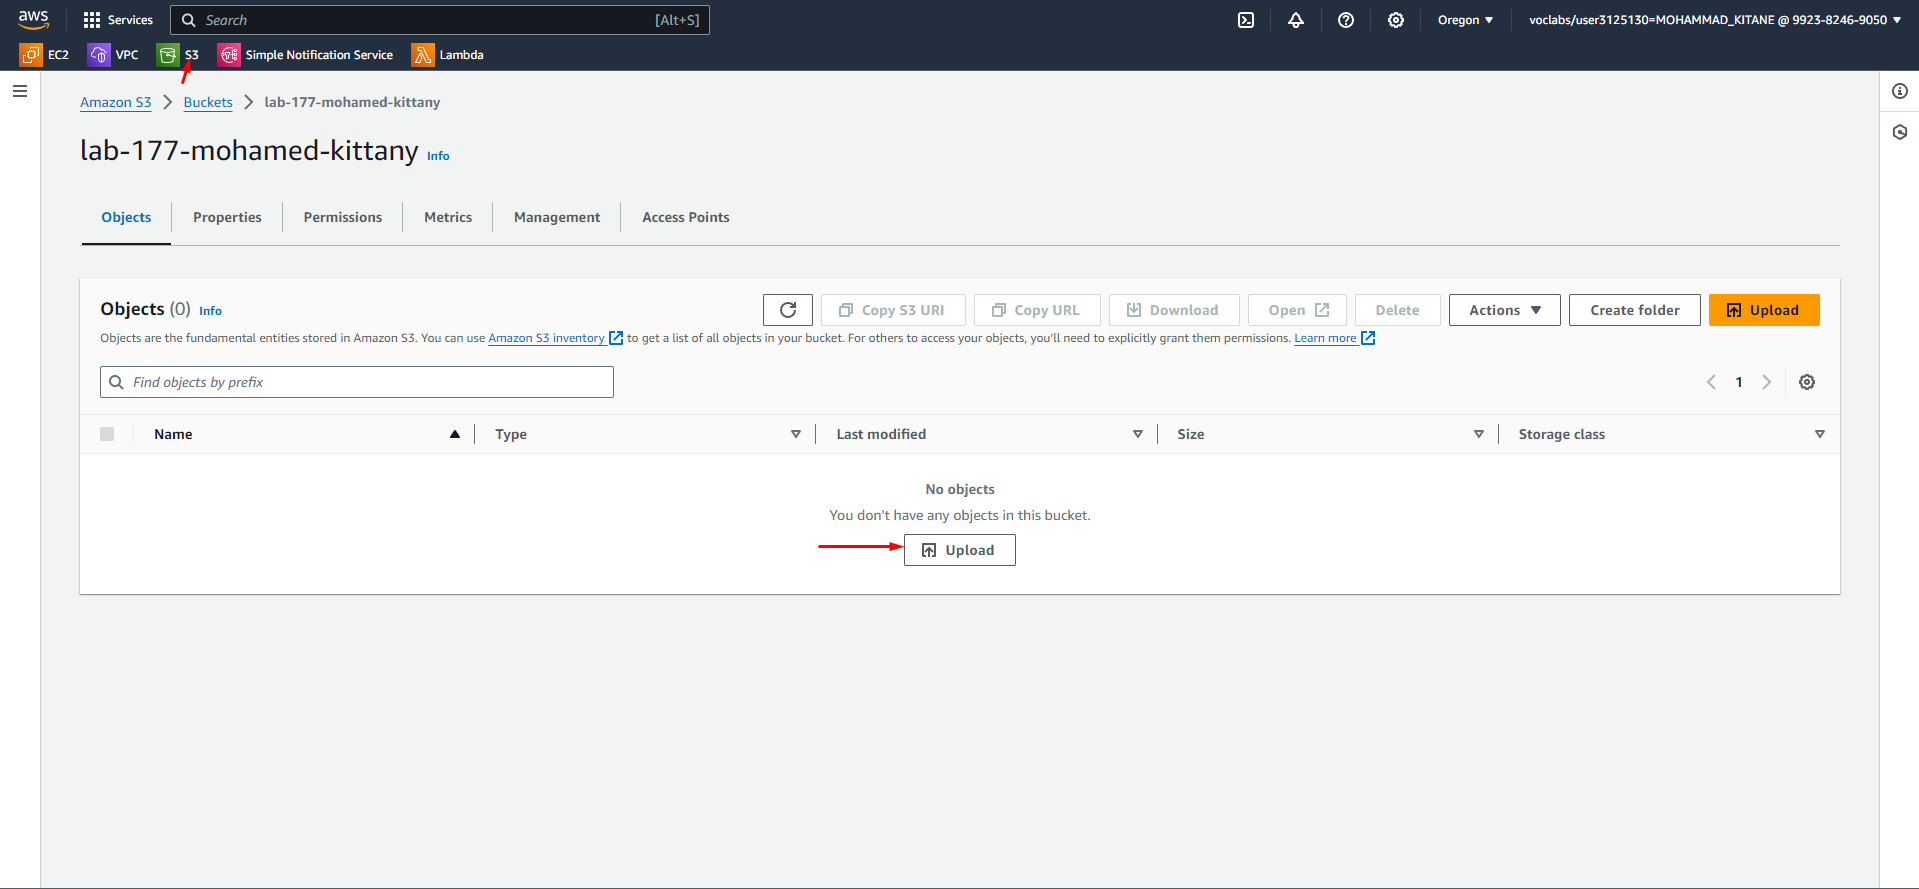 aws Services Search [Alt+S] Oregon voclabs/user3125130=MOHAMMAD_KITANE @ 9923-8246-9050
EC2 VPC S3 Simple Notification Service Lambda
Amazon S3 Buckets lab-177-mohamed-kittany
lab-177-mohamed-kittany Info
Objects Properties Permissions Metrics Management Access Points
Objects (0) Info Copy S3 URI Copy URL Download Open Delete Actions Create folder Upload
Objects are the fundamental entities stored in Amazon S3. You can use Amazon S3 inventory to get a list of all objects in your bucket. For others to access your objects, you'll need to explicitly grant them permissions. Learn more
Find objects by prefix 1
Name Type Last modified Size Storage class
No objects
You don't have any objects in this bucket.
Upload